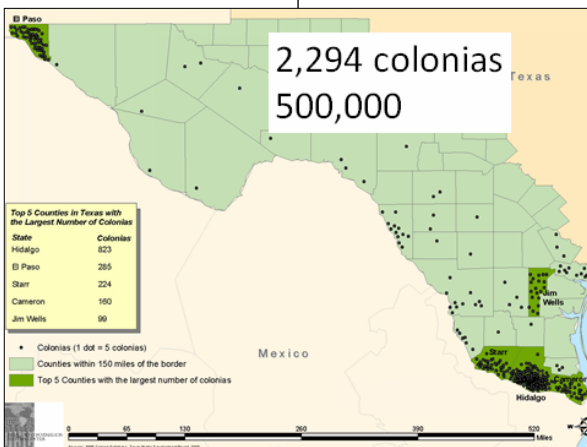 El Paso
2,294 colonias
500,000
Texas
Top 5 Counties in Texas with
the Largest Number of Colonias
State Colonias
Hidalgo 823
El Paso 285
Starr 224
Cameron 160
Jim Wells 99
Jim
Wells
• Colonias (1 dot = 5 colonias)
Counties within 150 miles of the border
Top 5 Counties with the largest number of colonias
Mexico
Starr
Cameron
Hidalgo
0 65 130 260 390 520
Miles